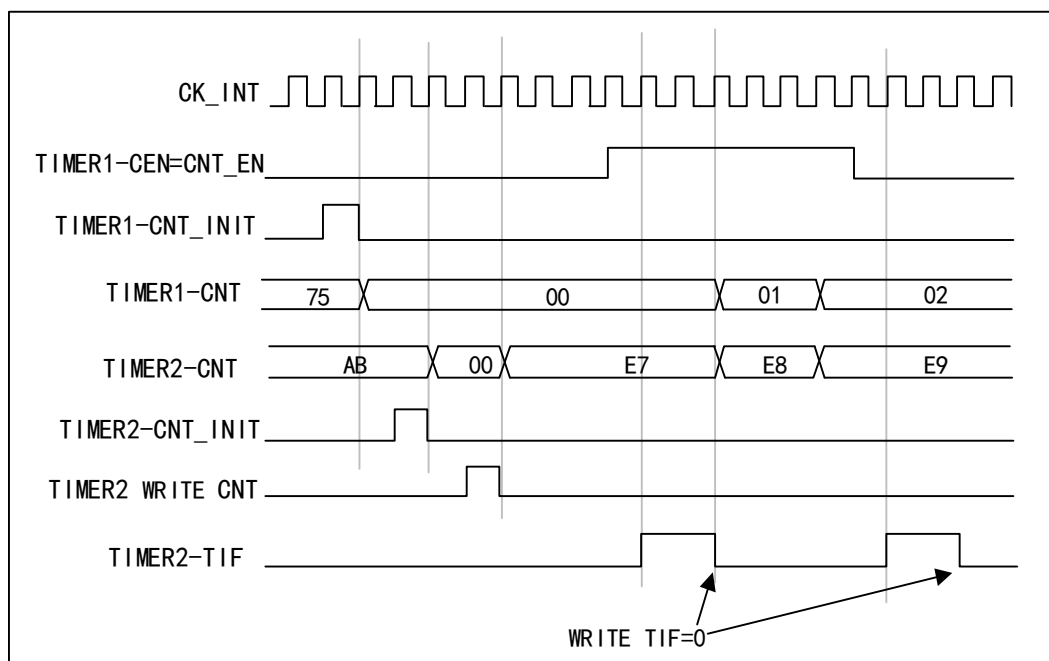 CK_INT
TIMER1-CEN=CNT_EN
TIMER1-CNT_INIT
TIMER1-CNT 75 00 01 02
TIMER2-CNT AB 00 E7 E8 E9
TIMER2-CNT_INIT
TIMER2 WRITE CNT
TIMER2-TIF
WRITE TIF=0